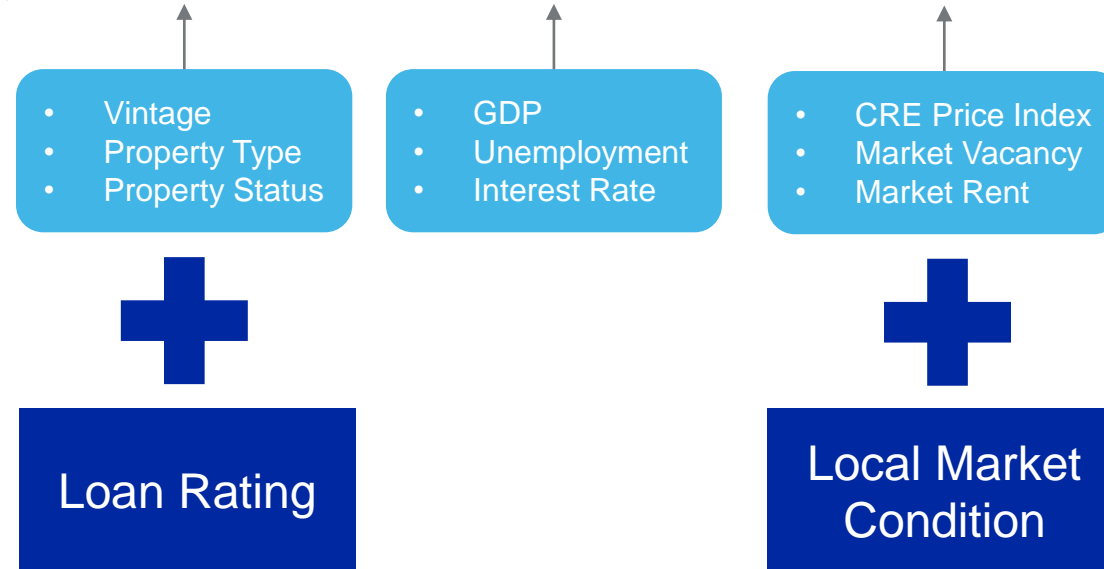 • Vintage
• Property Type
• Property Status
• GDP
• Unemployment
• Interest Rate
• CRE Price Index
• Market Vacancy
• Market Rent
Loan Rating
Local Market
Condition